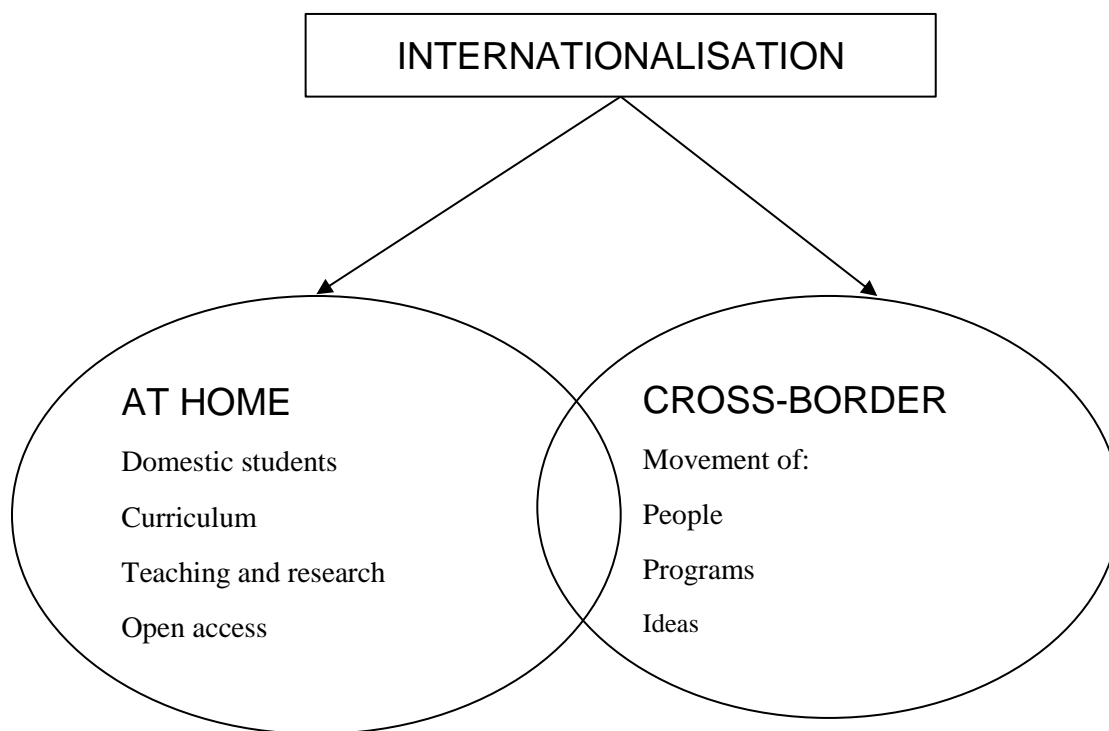 INTERNATIONALISATION
AT HOME
Domestic students
Curriculum
Teaching and research
Open access
CROSS-BORDER
Movement of:
People
Programs
Ideas